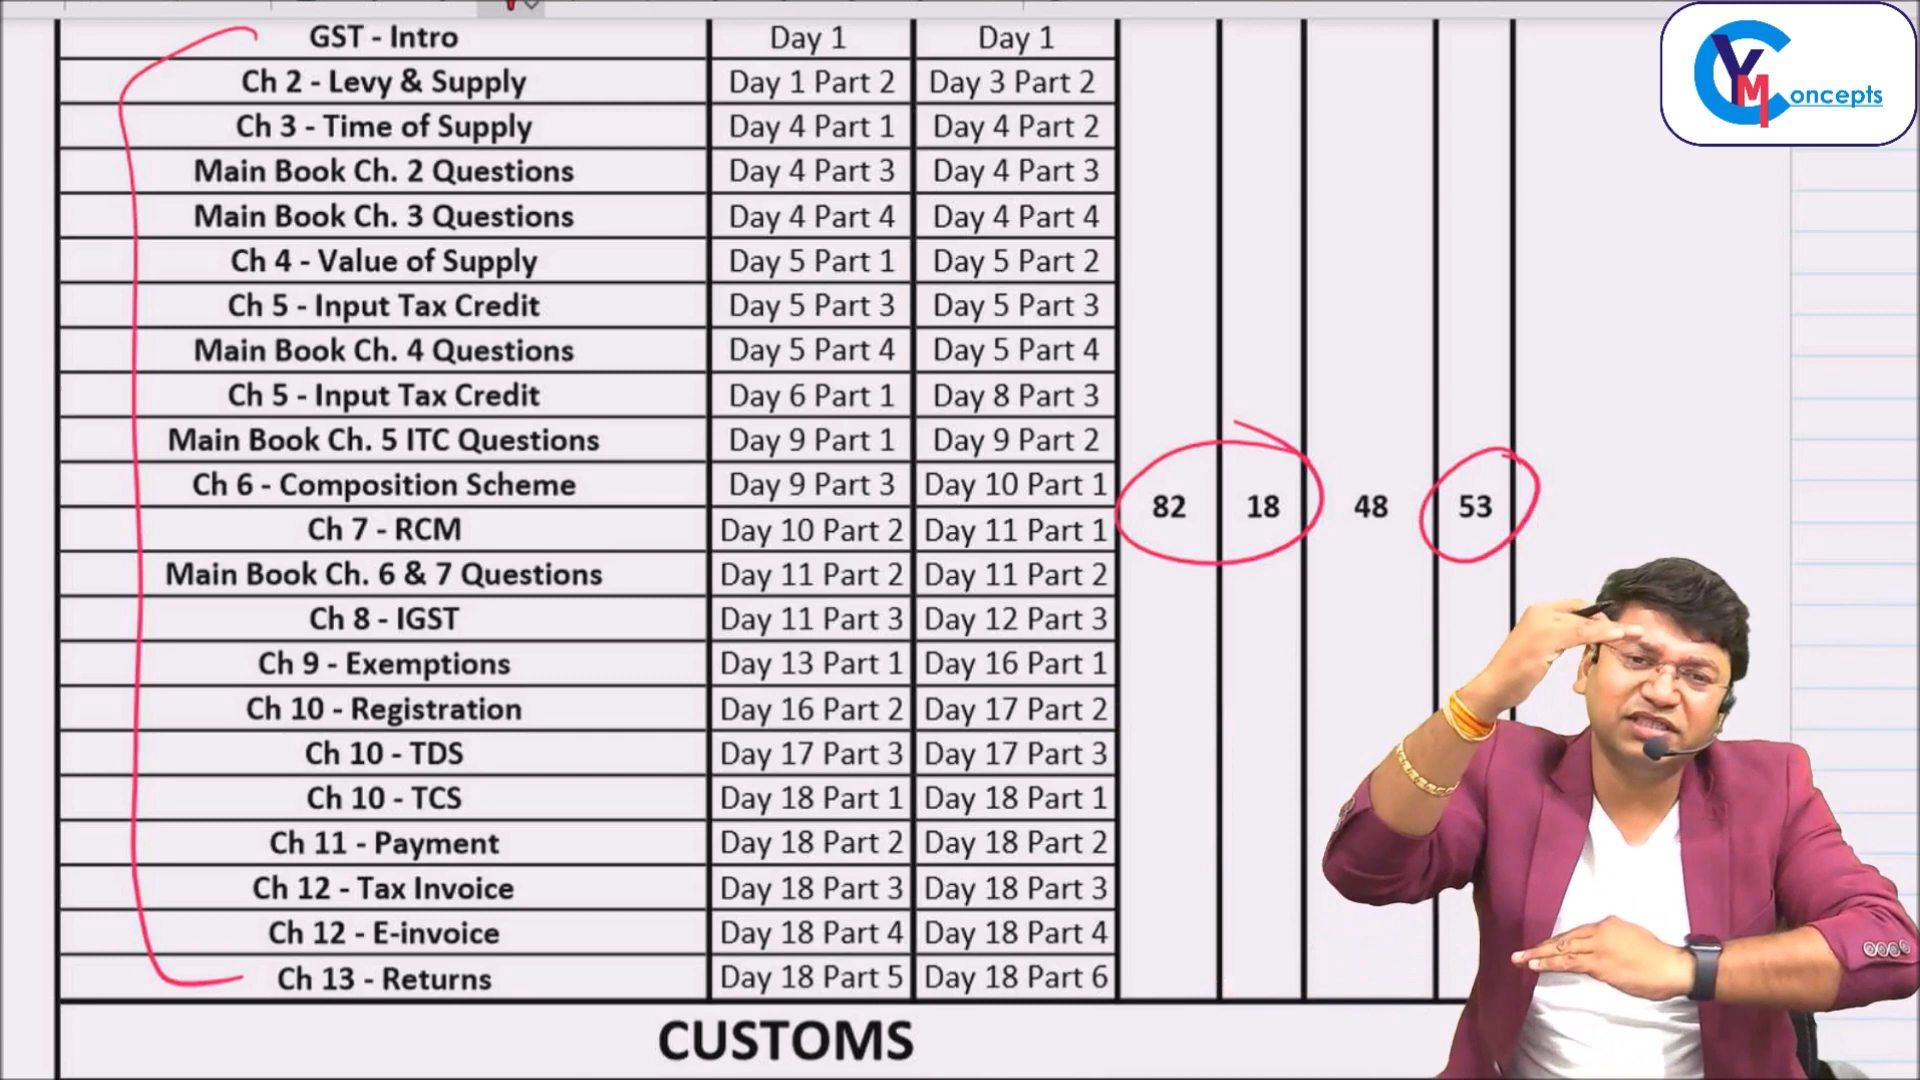 GST - Intro Day 1 Day 1
Ch 2 - Levy & Supply Day 1 Part 2 Day 3 Part 2
Ch 3 - Time of Supply Day 4 Part 1 Day 4 Part 2
Main Book Ch. 2 Questions Day 4 Part 3 Day 4 Part 3
Main Book Ch. 3 Questions Day 4 Part 4 Day 4 Part 4
Ch 4 - Value of Supply Day 5 Part 1 Day 5 Part 2
Ch 5 - Input Tax Credit Day 5 Part 3 Day 5 Part 3
Main Book Ch. 4 Questions Day 5 Part 4 Day 5 Part 4
Ch 5 - Input Tax Credit Day 6 Part 1 Day 8 Part 3
Main Book Ch. 5 ITC Questions Day 9 Part 1 Day 9 Part 2
Ch 6 - Composition Scheme Day 9 Part 3 Day 10 Part 1
82 18 48 53
Ch 7 - RCM Day 10 Part 2 Day 11 Part 1
Main Book Ch. 6 & 7 Questions Day 11 Part 2 Day 11 Part 2
Ch 8 - IGST Day 11 Part 3 Day 12 Part 3
Ch 9 - Exemptions Day 13 Part 1 Day 16 Part 1
Ch 10 - Registration Day 16 Part 2 Day 17 Part 2
Ch 10 - TDS Day 17 Part 3 Day 17 Part 3
Ch 10 - TCS Day 18 Part 1 Day 18 Part 1
Ch 11 - Payment Day 18 Part 2 Day 18 Part 2
Ch 12 - Tax Invoice Day 18 Part 3 Day 18 Part 3
Ch 12 - E-invoice Day 18 Part 4 Day 18 Part 4
Ch 13 - Returns Day 18 Part 5 Day 18 Part 6
CUSTOMS
YM Concepts